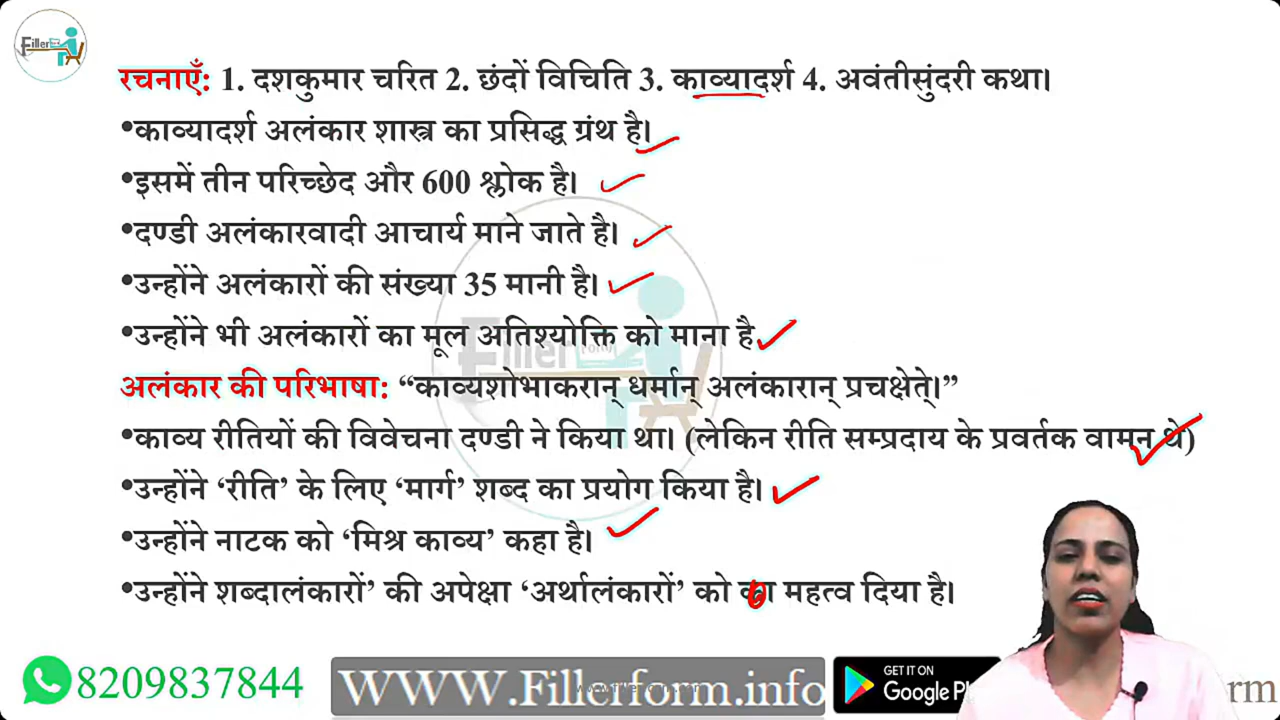 Filler
रचनाएँ: 1. दशकुमार चरित 2. छंदों विचिति 3. काव्यादर्श 4. अवंतीसुंदरी कथा।
•काव्यादर्श अलंकार शास्त्र का प्रसिद्ध ग्रंथ है।
•इसमें तीन परिच्छेद और 600 श्लोक है।
•दण्डी अलंकारवादी आचार्य माने जाते है।
•उन्होंने अलंकारों की संख्या 35 मानी है।
•उन्होंने भी अलंकारों का मूल अतिश्योक्ति को माना है
अलंकार की परिभाषा: “काव्यशोभाकरान् धर्मान् अलंकारान् प्रचक्षेते्।”
•काव्य रीतियों की विवेचना दण्डी ने किया था। (लेकिन रीति सम्प्रदाय के प्रवर्तक वामन थे)
•उन्होंने ‘रीति’ के लिए ‘मार्ग’ शब्द का प्रयोग किया है।
•उन्होंने नाटक को ‘मिश्र काव्य’ कहा है।
•उन्होंने शब्दालंकारों’ की अपेक्षा ‘अर्थालंकारों’ को का महत्व दिया है।
8209837844 WWW.Fillerform.info GET IT ON Google Pl rm